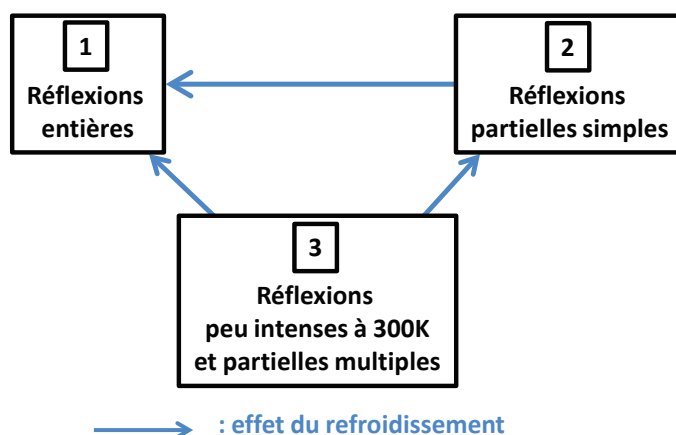 1
Réflexions
entières
2
Réflexions
partielles simples
3
Réflexions
peu intenses à 300K
et partielles multiples
: effet du refroidissement